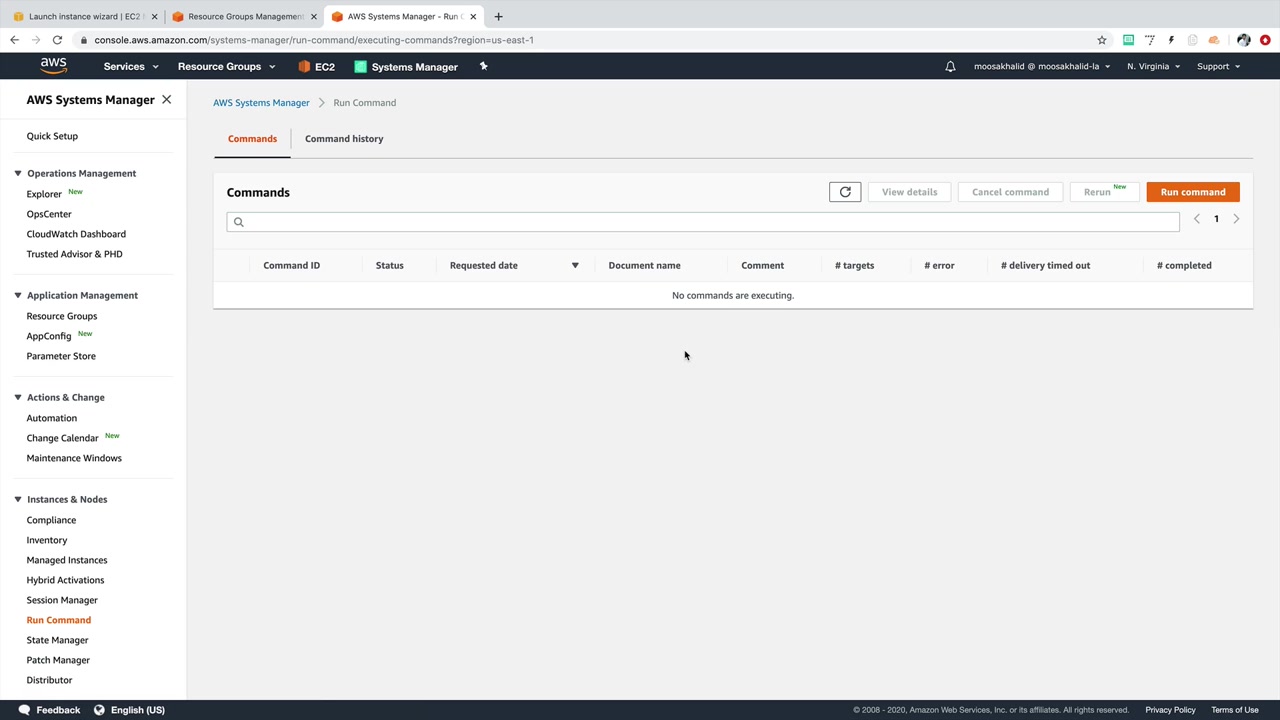 Launch instance wizard | EC2
Resource Groups Management
AWS Systems Manager - Run C
console.aws.amazon.com/systems-manager/run-command/executing-commands?region=us-east-1
aws
Services
Resource Groups
EC2
Systems Manager
moosakhalid @ moosakhalid-la
N. Virginia
Support
AWS Systems Manager
Quick Setup
Operations Management
Explorer New
OpsCenter
CloudWatch Dashboard
Trusted Advisor & PHD
Application Management
Resource Groups
AppConfig New
Parameter Store
Actions & Change
Automation
Change Calendar New
Maintenance Windows
Instances & Nodes
Compliance
Inventory
Managed Instances
Hybrid Activations
Session Manager
Run Command
State Manager
Patch Manager
Distributor
AWS Systems Manager > Run Command
Commands
Command history
Commands
View details
Cancel command
Rerun New
Run command
1
Command ID
Status
Requested date
Document name
Comment
# targets
# error
# delivery timed out
# completed
No commands are executing.
Feedback
English (US)
© 2008 - 2020, Amazon Web Services, Inc. or its affiliates. All rights reserved.
Privacy Policy
Terms of Use